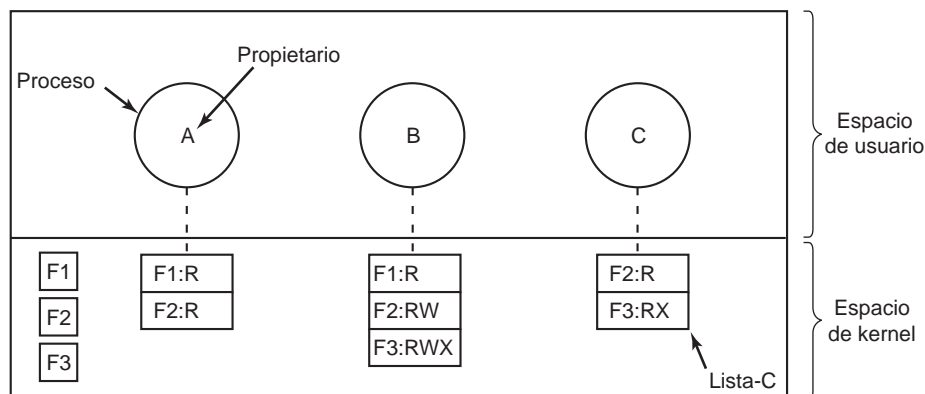 Propietario
Proceso
A
B
C
Espacio
de usuario
F1
F2
F3
F1:R
F2:R
F1:R
F2:RW
F3:RWX
F2:R
F3:RX
Espacio
de kernel
Lista-C